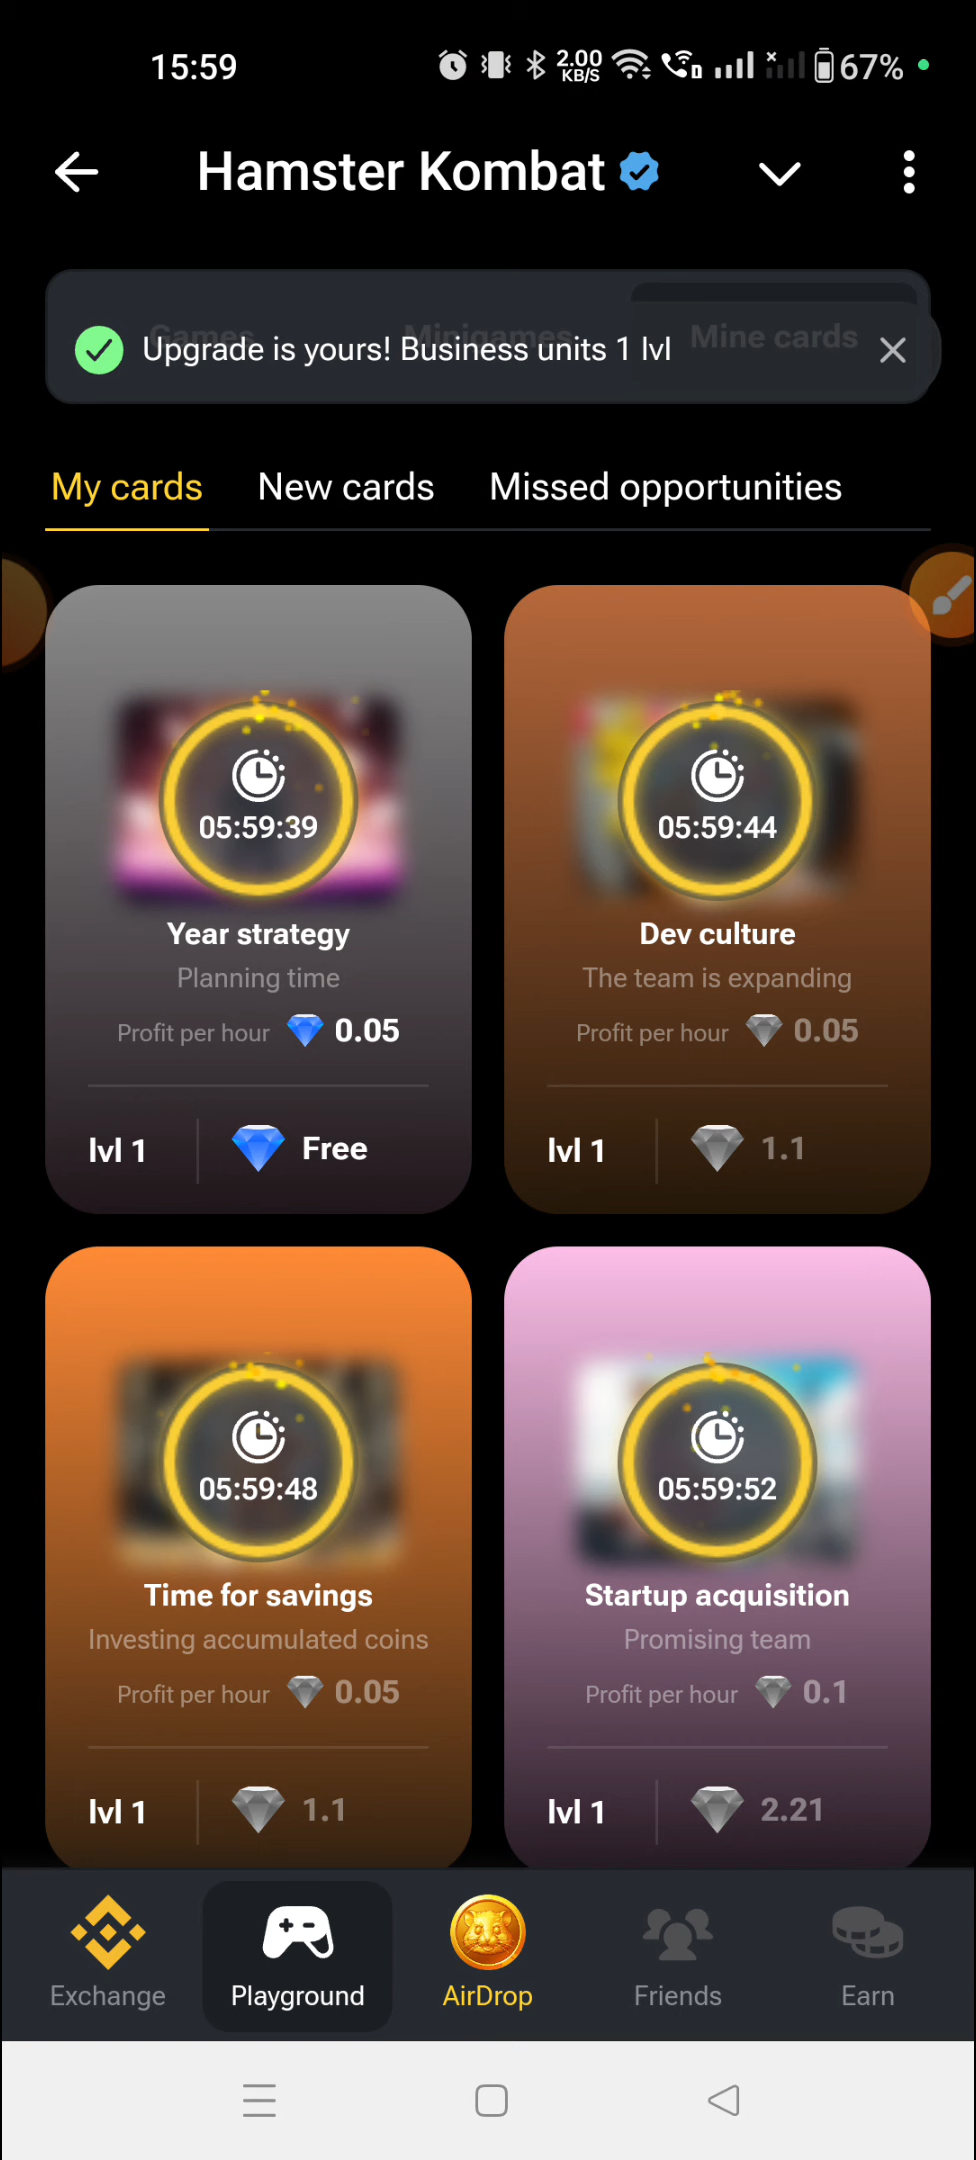 15:59
2.00
KB/S
67%
Hamster Kombat
Games Minigames Mine cards
Upgrade is yours! Business units 1 lvl
My cards New cards Missed opportunities
05:59:39
Year strategy
Planning time
Profit per hour 0.05
lvl 1 Free
05:59:44
Dev culture
The team is expanding
Profit per hour 0.05
lvl 1 1.1
05:59:48
Time for savings
Investing accumulated coins
Profit per hour 0.05
lvl 1 1.1
05:59:52
Startup acquisition
Promising team
Profit per hour 0.1
lvl 1 2.21
Exchange Playground AirDrop Friends Earn